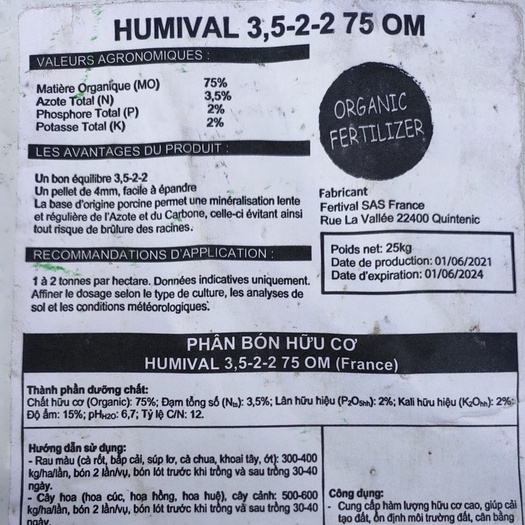 HUMIVAL 3,5-2-2 75 OM
VALEURS AGRONOMIQUES :
Matière Organique (MO) 75%
Azote Total (N) 3,5%
Phosphore Total (P) 2%
Potasse Total (K) 2%
ORGANIC
FERTILIZER
LES AVANTAGES DU PRODUIT :
Un bon équilibre 3,5-2-2
Un pellet de 4mm, facile à épandre
La base d'origine porcine permet une minéralisation lente
et régulière de l'Azote et du Carbone, celle-ci évitant ainsi
tout risque de brûlure des racines.
Fabricant
Fertival SAS France
Rue La Vallée 22400 Quintenic
Poids net: 25kg
Date de production: 01/06/2021
Date d'expiration: 01/06/2024
RECOMMANDATIONS D'APPLICATION :
1 à 2 tonnes par hectare. Données indicatives uniquement.
Affiner le dosage selon le type de culture, les analyses de
sol et les conditions météorologiques.
PHÂN BÓN HỮU CƠ
HUMIVAL 3,5-2-2 75 OM (France)
Thành phần dưỡng chất:
Chất hữu cơ (Organic): 75%; Đạm tổng số (Nts): 3,5%; Lân hữu hiệu (P2O5hh): 2%; Kali hữu hiệu (K2Ohh): 2%;
Độ ẩm: 15%; pHH2O: 6,7; Tỷ lệ C/N: 12.
Hướng dẫn sử dụng:
- Rau màu (cà rốt, bắp cải, súp lơ, cà chua, khoai tây, ớt): 300-400
kg/ha/lần, bón 2 lần/vụ, bón lót trước khi trồng và sau trồng 30-40
ngày.
- Cây hoa (hoa cúc, hoa hồng, hoa huệ), cây cảnh: 500-600
kg/ha/lần, bón 2 lần/vụ, bón lót trước khi trồng và sau trồng 30-40
ngày.
Công dụng:
- Cung cấp hàm lượng hữu cơ cao, giúp cải
tạo đất, ổn định môi trường đất, cân bằng